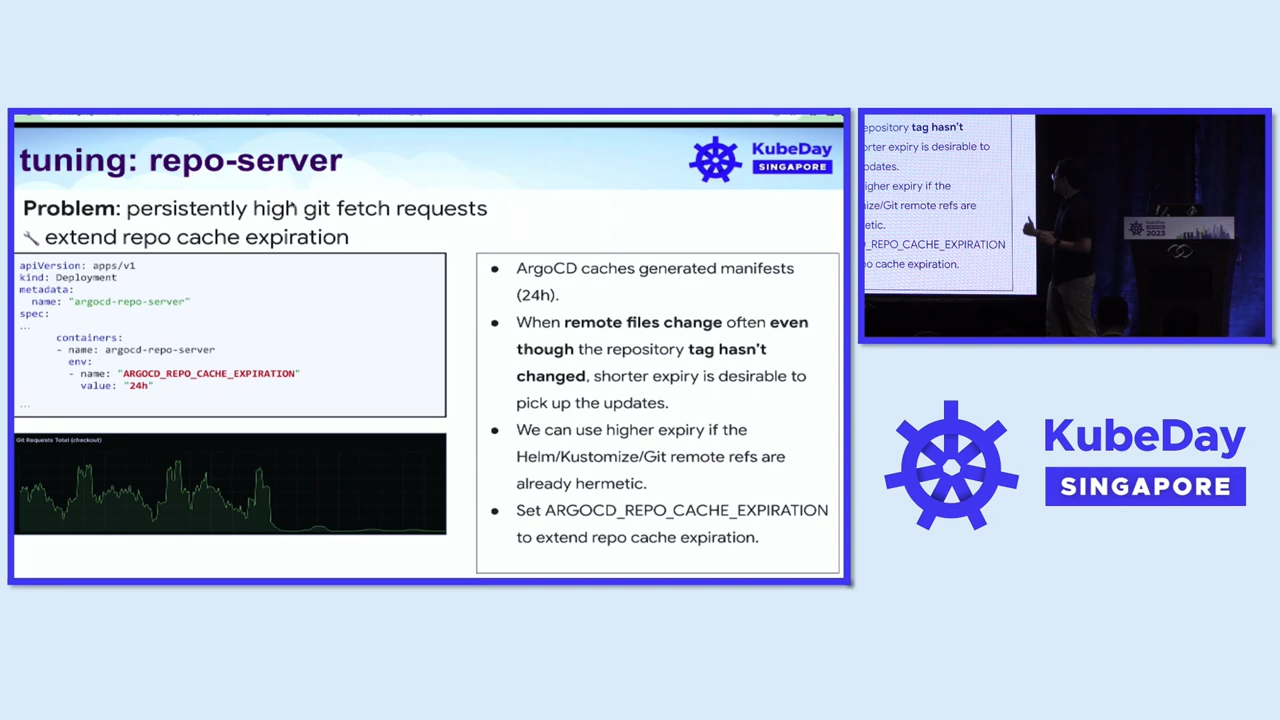 tuning: repo-server
KubeDay
SINGAPORE
Problem: persistently high git fetch requests
🔧 extend repo cache expiration
apiVersion: apps/v1
kind: Deployment
metadata:
name: "argocd-repo-server"
spec:
...
containers:
- name: argocd-repo-server
env:
- name: "ARGOCD_REPO_CACHE_EXPIRATION"
value: "24h"
...
Git Requests Total (checkout)
● ArgoCD caches generated manifests
(24h).
● When remote files change often even
though the repository tag hasn't
changed, shorter expiry is desirable to
pick up the updates.
● We can use higher expiry if the
Helm/Kustomize/Git remote refs are
already hermetic.
● Set ARGOCD_REPO_CACHE_EXPIRATION
to extend repo cache expiration.
epository tag hasn't
orter expiry is desirable to
pdates.
igher expiry if the
ize/Git remote refs are
etic.
_REPO_CACHE_EXPIRATION
o cache expiration.
2023
KubeDay
SINGAPORE